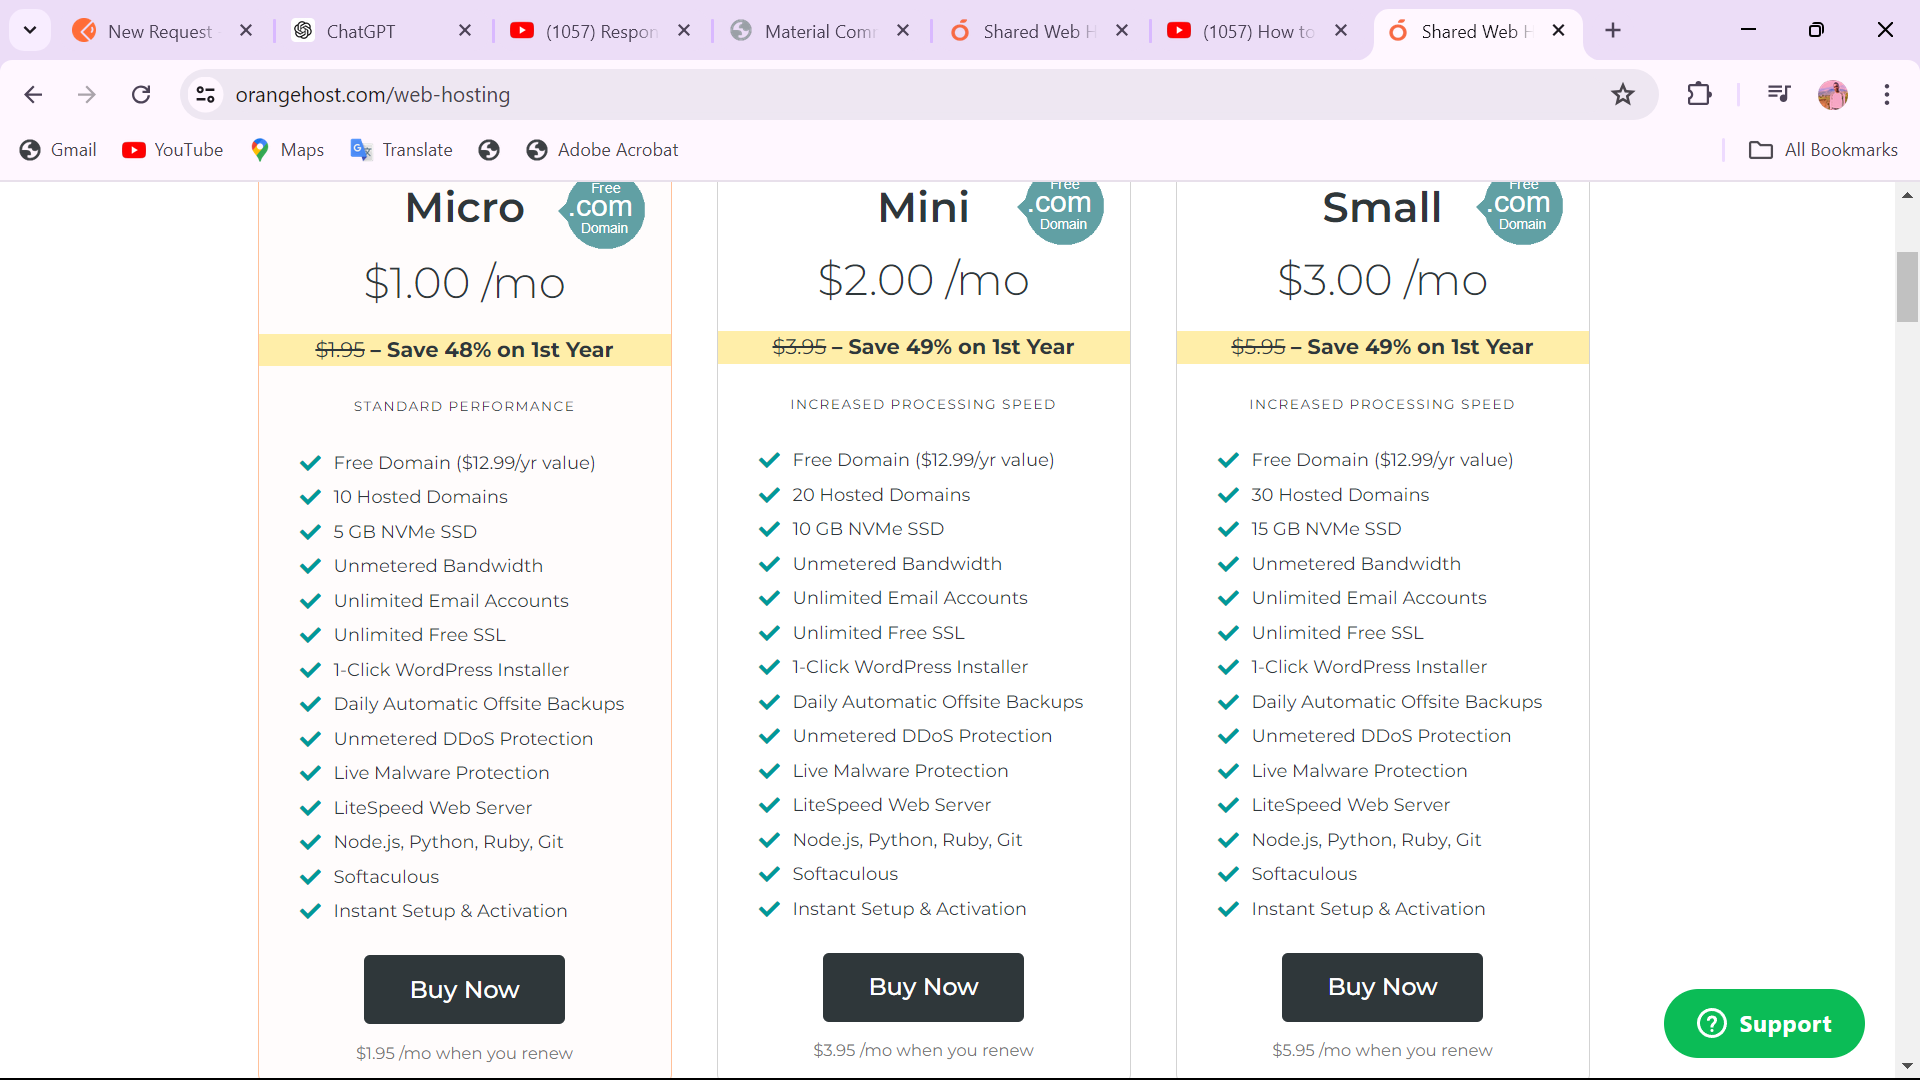 New Request
ChatGPT
(1057) Respon
Material Com
Shared Web H
(1057) How to
Shared Web H
orangehost.com/web-hosting
Gmail
YouTube
Maps
Translate
Adobe Acrobat
All Bookmarks
Micro
Free
.com
Domain
$1.00 /mo
$1.95 – Save 48% on 1st Year
STANDARD PERFORMANCE
Free Domain ($12.99/yr value)
10 Hosted Domains
5 GB NVMe SSD
Unmetered Bandwidth
Unlimited Email Accounts
Unlimited Free SSL
1-Click WordPress Installer
Daily Automatic Offsite Backups
Unmetered DDoS Protection
Live Malware Protection
LiteSpeed Web Server
Node.js, Python, Ruby, Git
Softaculous
Instant Setup & Activation
Buy Now
$1.95 /mo when you renew
Mini
Free
.com
Domain
$2.00 /mo
$3.95 – Save 49% on 1st Year
INCREASED PROCESSING SPEED
Free Domain ($12.99/yr value)
20 Hosted Domains
10 GB NVMe SSD
Unmetered Bandwidth
Unlimited Email Accounts
Unlimited Free SSL
1-Click WordPress Installer
Daily Automatic Offsite Backups
Unmetered DDoS Protection
Live Malware Protection
LiteSpeed Web Server
Node.js, Python, Ruby, Git
Softaculous
Instant Setup & Activation
Buy Now
$3.95 /mo when you renew
Small
Free
.com
Domain
$3.00 /mo
$5.95 – Save 49% on 1st Year
INCREASED PROCESSING SPEED
Free Domain ($12.99/yr value)
30 Hosted Domains
15 GB NVMe SSD
Unmetered Bandwidth
Unlimited Email Accounts
Unlimited Free SSL
1-Click WordPress Installer
Daily Automatic Offsite Backups
Unmetered DDoS Protection
Live Malware Protection
LiteSpeed Web Server
Node.js, Python, Ruby, Git
Softaculous
Instant Setup & Activation
Buy Now
$5.95 /mo when you renew
Support